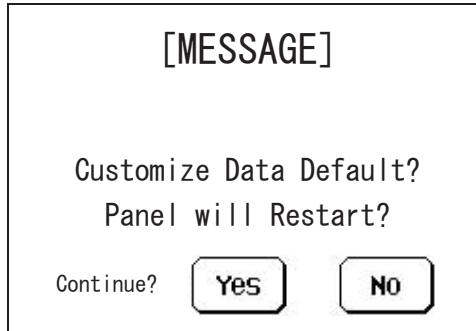 [MESSAGE]
Customize Data Default?
Panel will Restart?
Continue? Yes No